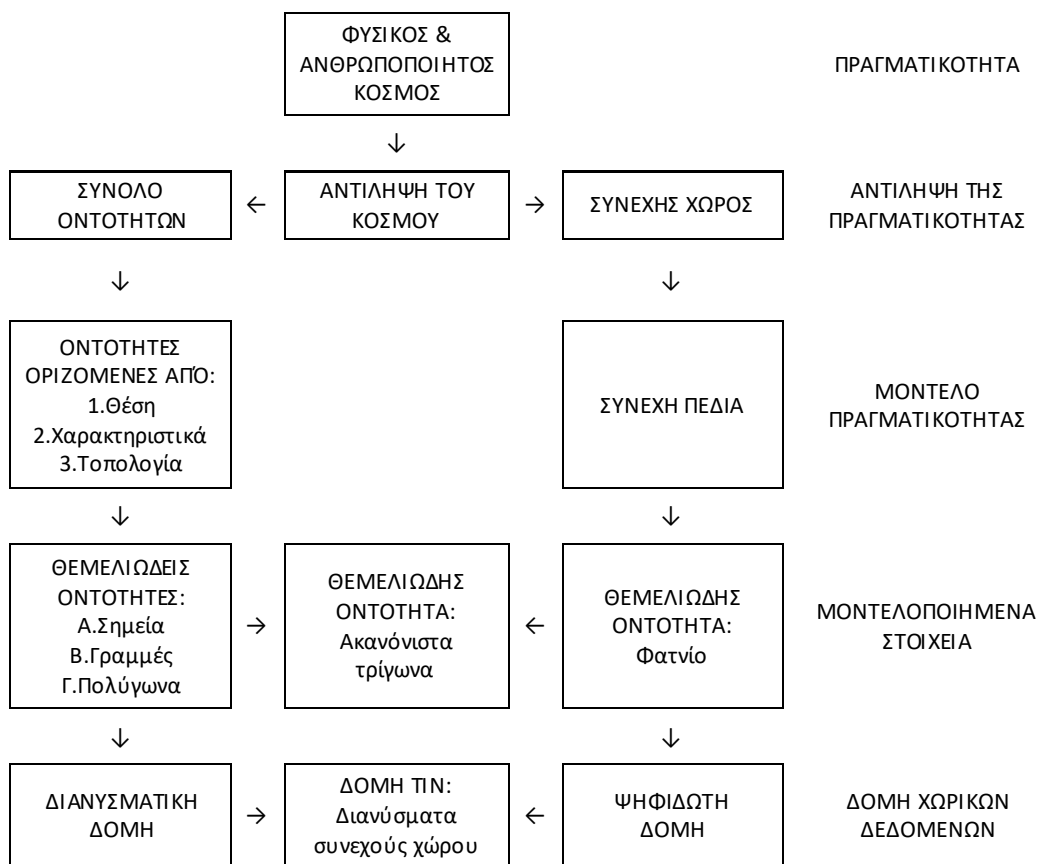 ΦΥΣΙΚΟΣ &
ΑΝΘΡΩΠΟΠΟΙΗΤΟΣ
ΚΟΣΜΟΣ
ΠΡΑΓΜΑΤΙΚΟΤΗΤΑ
↓
ΣΥΝΟΛΟ
ΟΝΤΟΤΗΤΩΝ
←
ΑΝΤΙΛΗΨΗ ΤΟΥ
ΚΟΣΜΟΥ
→
ΣΥΝΕΧΗΣ ΧΩΡΟΣ
ΑΝΤΙΛΗΨΗ ΤΗΣ
ΠΡΑΓΜΑΤΙΚΟΤΗΤΑΣ
↓
↓
ΟΝΤΟΤΗΤΕΣ
ΟΡΙΖΟΜΕΝΕΣ ΑΠΌ:
1.Θέση
2.Χαρακτηριστικά
3.Τοπολογία
ΣΥΝΕΧΗ ΠΕΔΙΑ
ΜΟΝΤΕΛΟ
ΠΡΑΓΜΑΤΙΚΟΤΗΤΑΣ
↓
↓
ΘΕΜΕΛΙΩΔΕΙΣ
ΟΝΤΟΤΗΤΕΣ:
Α.Σημεία
Β.Γραμμές
Γ.Πολύγωνα
→
ΘΕΜΕΛΙΩΔΗΣ
ΟΝΤΟΤΗΤΑ:
Ακανόνιστα
τρίγωνα
←
ΘΕΜΕΛΙΩΔΗΣ
ΟΝΤΟΤΗΤΑ:
Φατνίο
ΜΟΝΤΕΛΟΠΟΙΗΜΕΝΑ
ΣΤΟΙΧΕΙΑ
↓
↓
ΔΙΑΝΥΣΜΑΤΙΚΗ
ΔΟΜΗ
→
ΔΟΜΗ ΤΙΝ:
Διανύσματα
συνεχούς χώρου
←
ΨΗΦΙΔΩΤΗ
ΔΟΜΗ
ΔΟΜΗ ΧΩΡΙΚΩΝ
ΔΕΔΟΜΕΝΩΝ